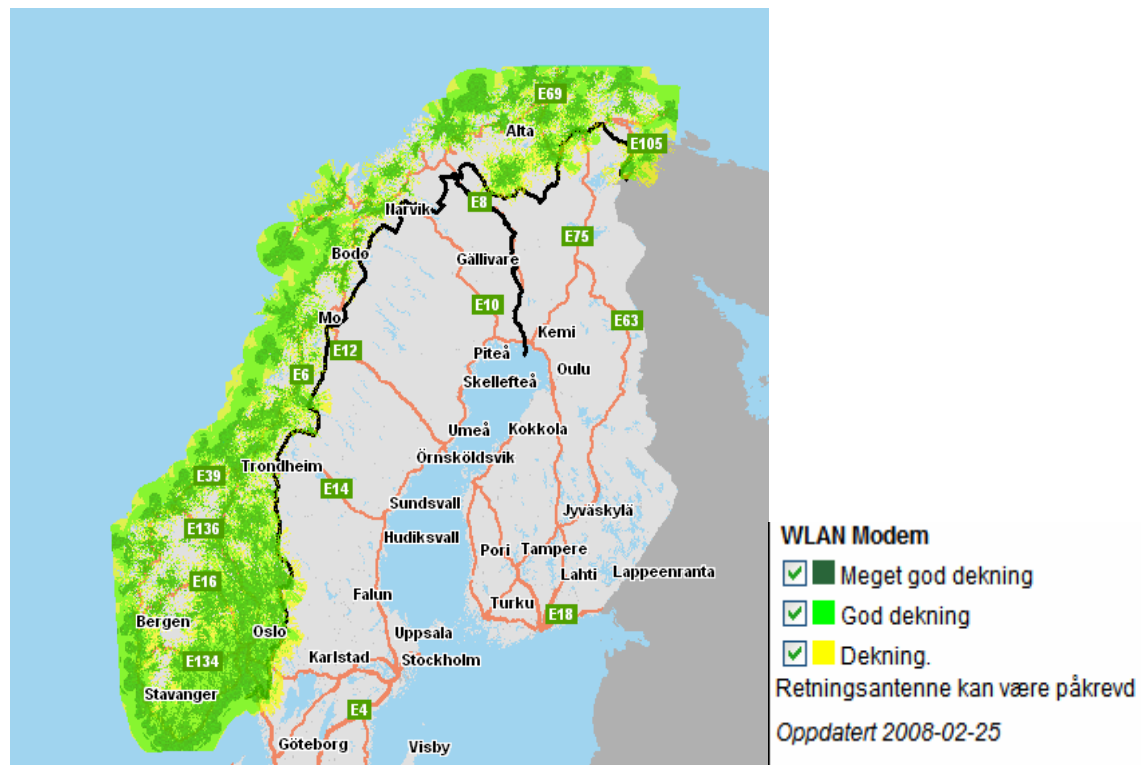 E69
Alta
E105
Narvik
E8
Bodø
E75
Gällivare
Mo
E10
E63
E12
Kemi
Piteå
Oulu
E6
Skellefteå
Umeå
Kokkola
Trondheim
Örnsköldsvik
E39
E14
Sundsvall
Jyväskylä
E136
Hudiksvall
Pori
Tampere
E16
Lahti
Lappeenranta
Falun
Turku
Bergen
E18
Oslo
Uppsala
E134
Karlstad
Stockholm
Stavanger
E4
Göteborg
Visby
WLAN Modem
Meget god dekning
God dekning
Dekning.
Retningsantenne kan være påkrevd
Oppdatert 2008-02-25